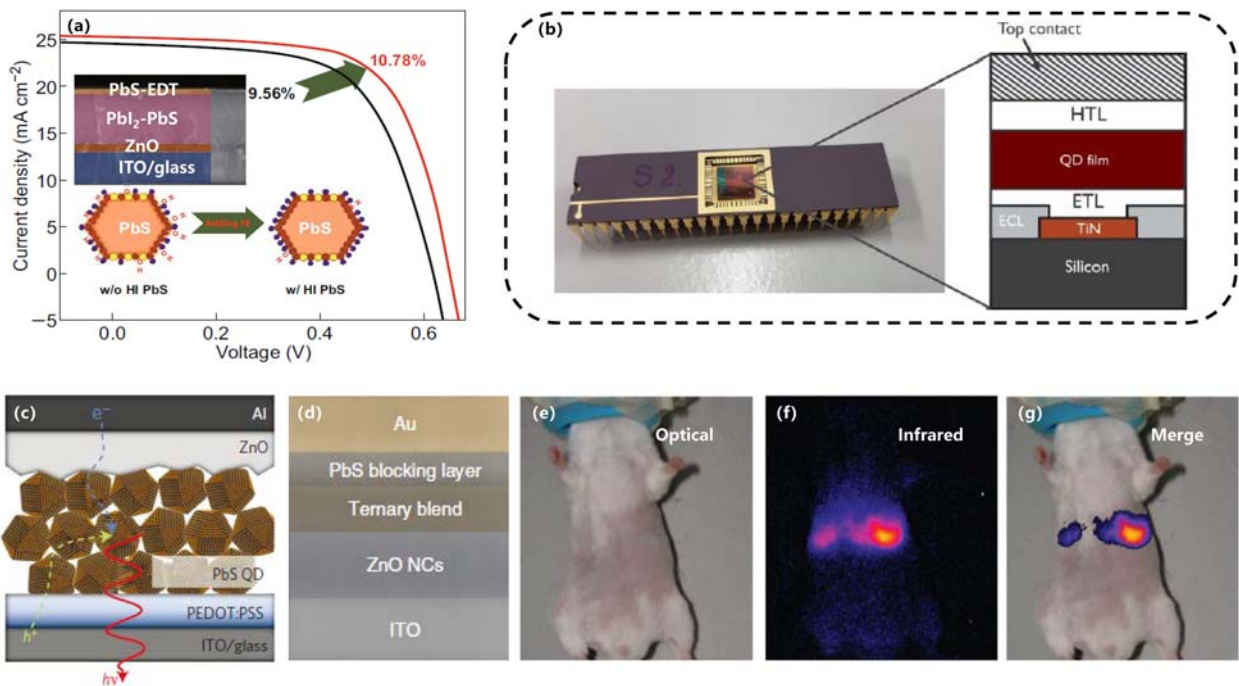 (a)
25
20
15
10
5
0
−5
Current density (mA cm⁻²)
0.0
0.2
0.4
0.6
Voltage (V)
10.78%
9.56%
PbS-EDT
PbI₂-PbS
ZnO
ITO/glass
PbS
Adding HI
PbS
w/o HI PbS
w/ HI PbS
(b)
S2.
Top contact
HTL
QD film
ETL
ECL
TiN
Silicon
(c)
e⁻
Al
ZnO
PbS QD
PEDOT:PSS
h⁺
ITO/glass
hν
(d)
Au
PbS blocking layer
Ternary blend
ZnO NCs
ITO
(e)
Optical
(f)
Infrared
(g)
Merge